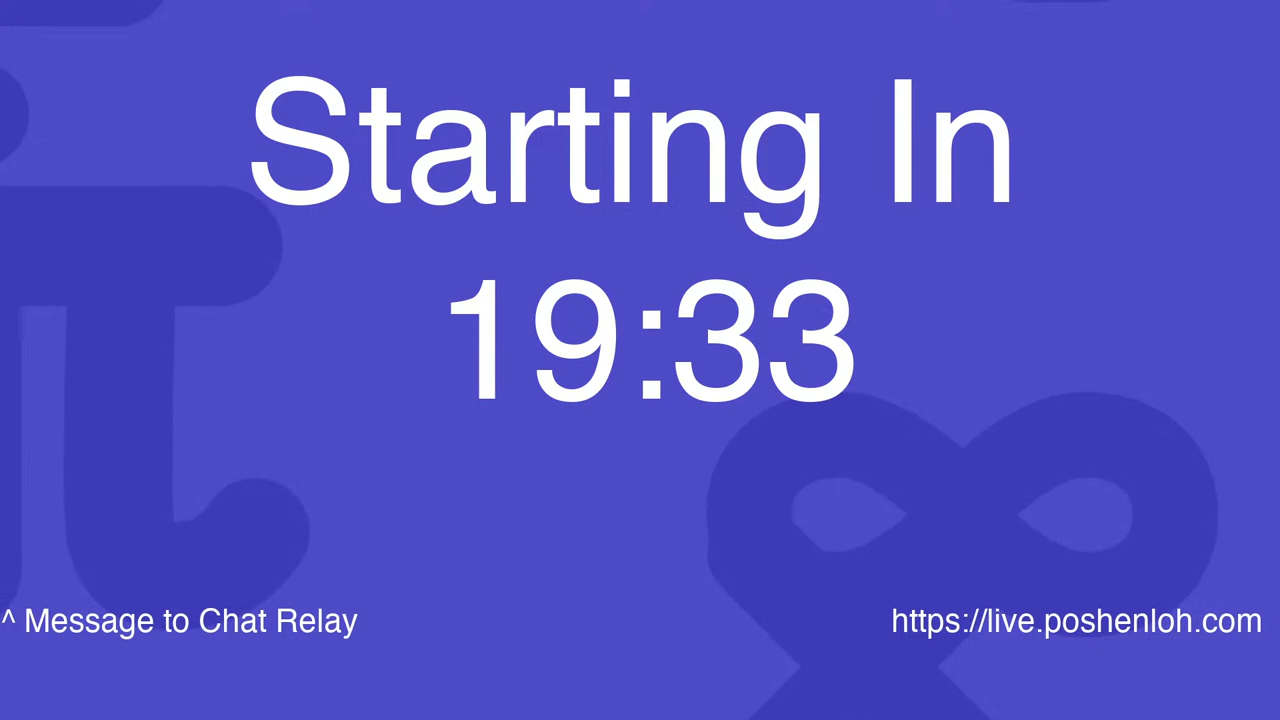 Starting In
19:33
^ Message to Chat Relay
https://live.poshenloh.com